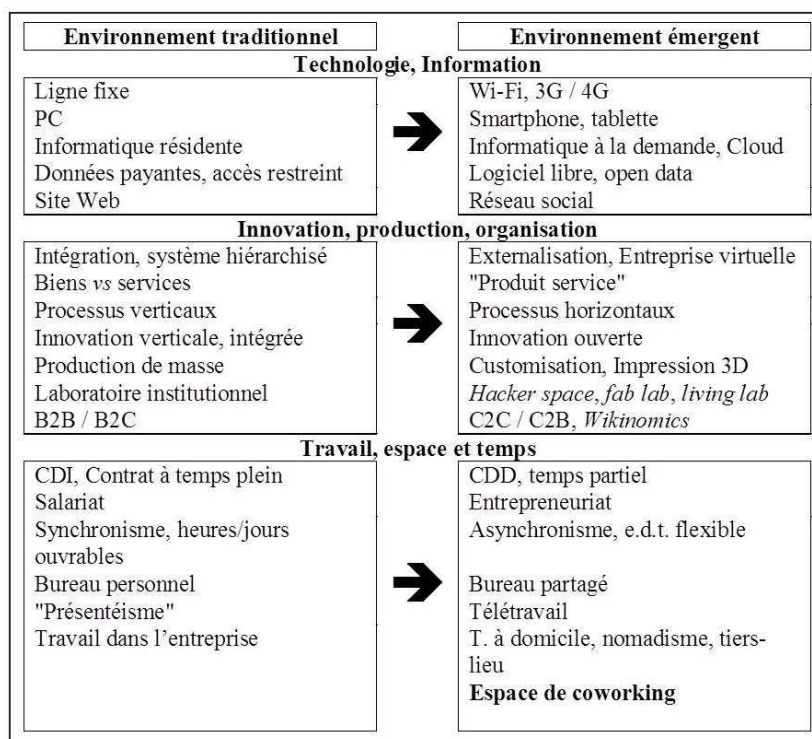 Environnement traditionnel
Environnement émergent
Technologie, Information
Ligne fixe
PC
Informatique résidente
Données payantes, accès restreint
Site Web
Wi-Fi, 3G / 4G
Smartphone, tablette
Informatique à la demande, Cloud
Logiciel libre, open data
Réseau social
Innovation, production, organisation
Intégration, système hiérarchisé
Biens vs services
Processus verticaux
Innovation verticale, intégrée
Production de masse
Laboratoire institutionnel
B2B / B2C
Externalisation, Entreprise virtuelle
"Produit service"
Processus horizontaux
Innovation ouverte
Customisation, Impression 3D
Hacker space, fab lab, living lab
C2C / C2B, Wikinomics
Travail, espace et temps
CDI, Contrat à temps plein
Salariat
Synchronisme, heures/jours
ouvrables
Bureau personnel
"Présentéisme"
Travail dans l’entreprise
CDD, temps partiel
Entrepreneuriat
Asynchronisme, e.d.t. flexible
Bureau partagé
Télétravail
T. à domicile, nomadisme, tiers-
lieu
Espace de coworking